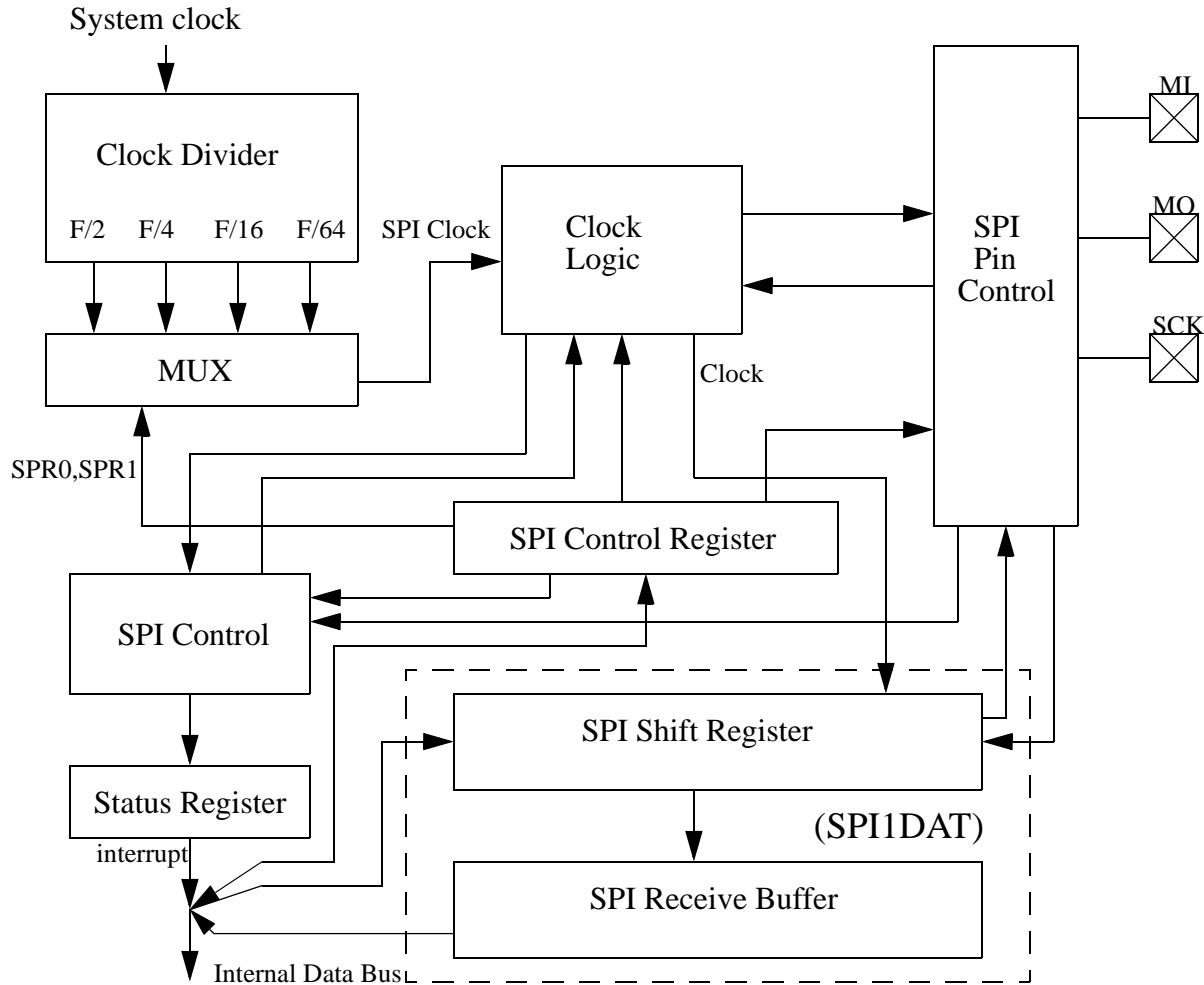 System clock
MI
Clock Divider
F/2 F/4 F/16 F/64
SPI Clock
Clock
Logic
MO
SPI
Pin
Control
SCK
MUX
Clock
SPR0,SPR1
SPI Control Register
SPI Control
SPI Shift Register
Status Register
(SPI1DAT)
interrupt
SPI Receive Buffer
Internal Data Bus